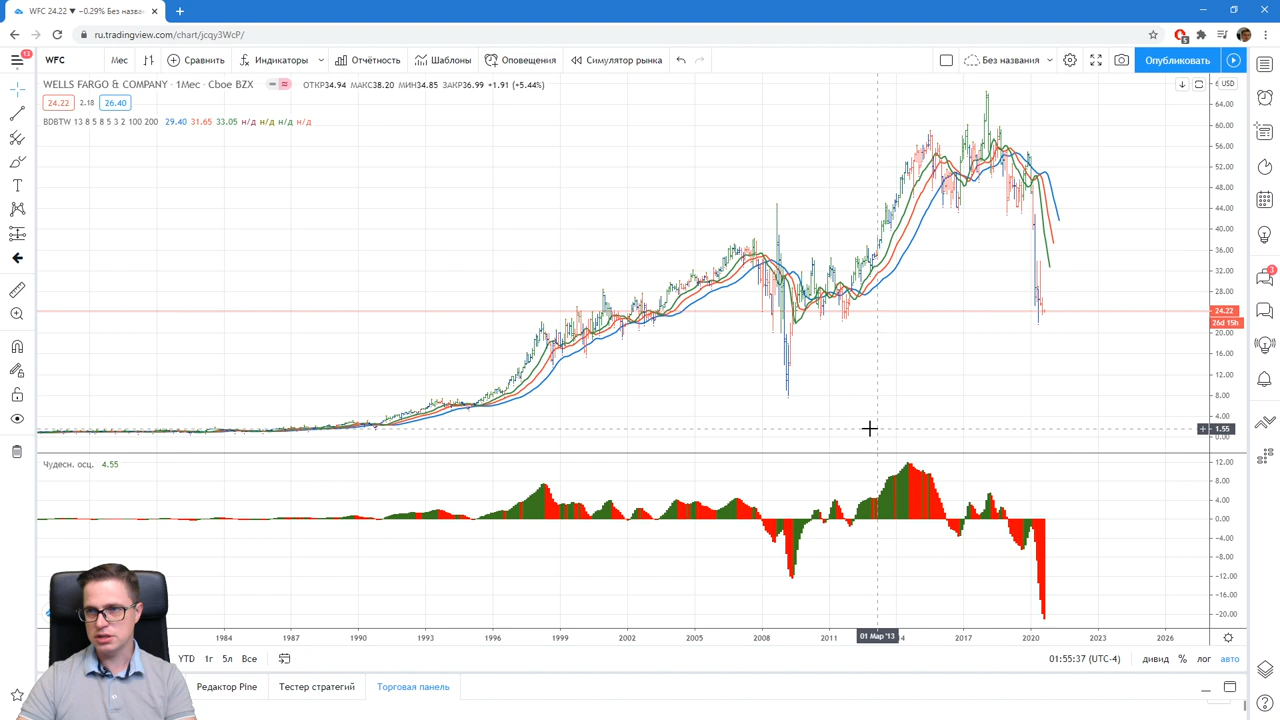 WFC 24.22 ▼ −0.29% Без назва
ru.tradingview.com/chart/jcqy3WcP/
13
WFC
Мес
Сравнить
Индикаторы
Отчётность
Шаблоны
Оповещения
Симулятор рынка
Без названия
Опубликовать
WELLS FARGO & COMPANY · 1Мес · Cboe BZX
ОТКР34.94 МАКС38.20 МИН34.85 ЗАКР36.99 +1.91 (+5.44%)
USD
24.22 2.18 26.40
BDBTW 13 8 5 8 5 3 2 100 200 29.40 31.65 33.05 н/д н/д н/д н/д
64.00
60.00
56.00
52.00
48.00
44.00
40.00
36.00
32.00
28.00
24.22
26d 15h
20.00
16.00
12.00
8.00
4.00
1.55
0.00
3
Чудесн. осц. 4.55
12.00
8.00
4.00
0.00
−4.00
−8.00
−12.00
−16.00
−20.00
1984 1987 1990 1993 1996 1999 2002 2005 2008 2011 01 Мар '13 14 2017 2020 2023 2026
YTD 1г 5л Все
01:55:37 (UTC-4)
дивид % лог авто
Редактор Pine
Тестер стратегий
Торговая панель